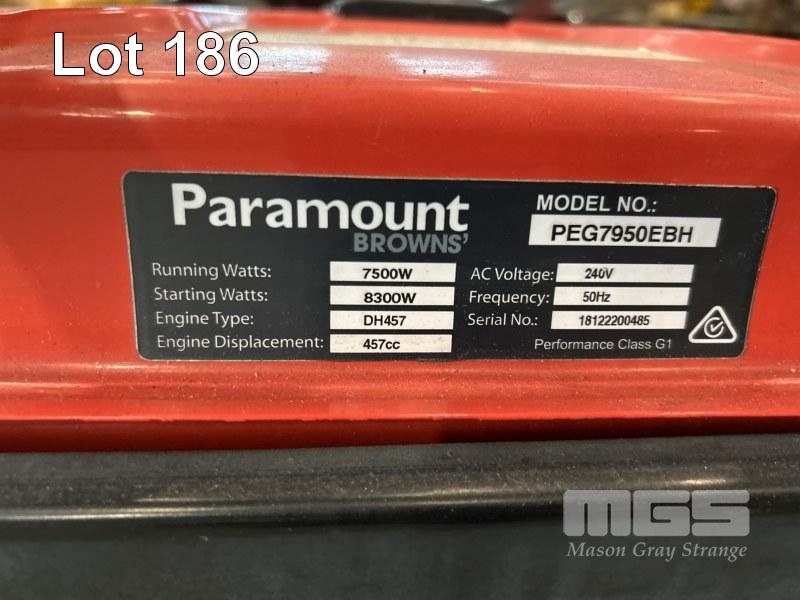 Lot 186
Paramount
BROWNS'
MODEL NO.:
PEG7950EBH
Running Watts: 7500W
Starting Watts: 8300W
Engine Type: DH457
Engine Displacement: 457cc
AC Voltage: 240V
Frequency: 50Hz
Serial No.: 18122200485
Performance Class G1
MGS
Mason Gray Strange